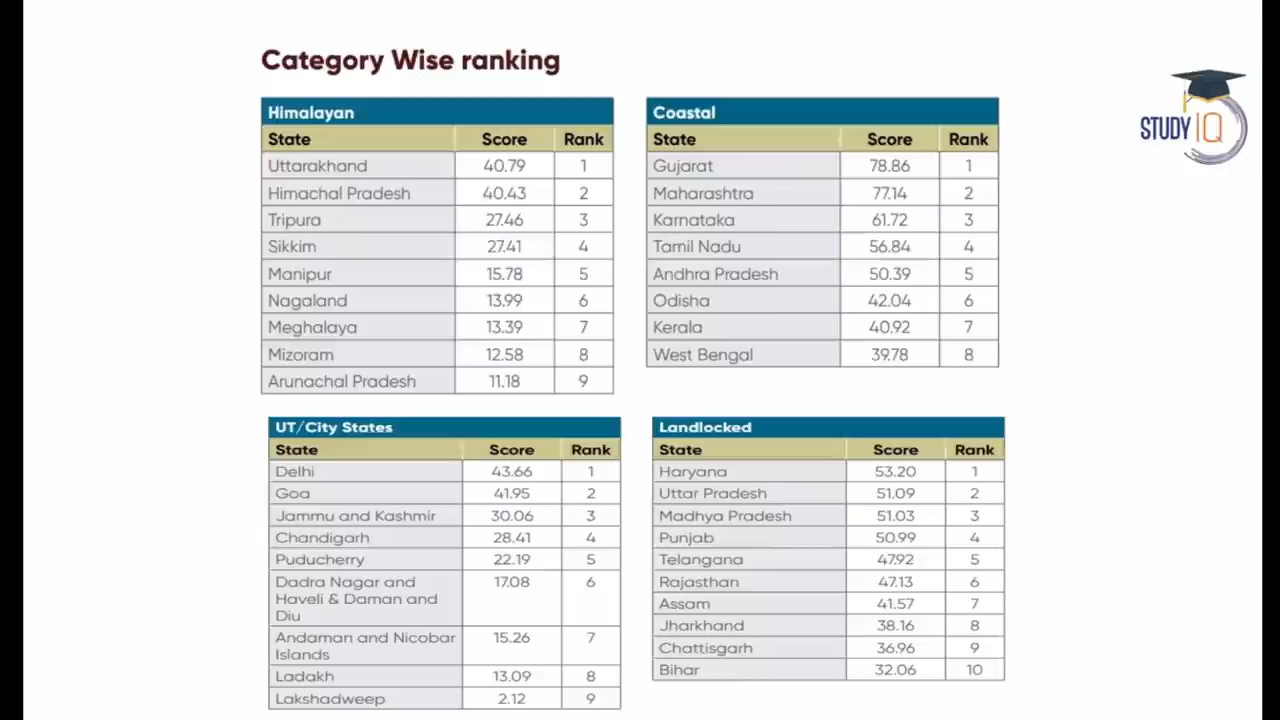 Category Wise ranking
STUDY IQ
Himalayan
State Score Rank
Uttarakhand 40.79 1
Himachal Pradesh 40.43 2
Tripura 27.46 3
Sikkim 27.41 4
Manipur 15.78 5
Nagaland 13.99 6
Meghalaya 13.39 7
Mizoram 12.58 8
Arunachal Pradesh 11.18 9
Coastal
State Score Rank
Gujarat 78.86 1
Maharashtra 77.14 2
Karnataka 61.72 3
Tamil Nadu 56.84 4
Andhra Pradesh 50.39 5
Odisha 42.04 6
Kerala 40.92 7
West Bengal 39.78 8
UT/City States
State Score Rank
Delhi 43.66 1
Goa 41.95 2
Jammu and Kashmir 30.06 3
Chandigarh 28.41 4
Puducherry 22.19 5
Dadra Nagar and 17.08 6
Haveli & Daman and
Diu
Andaman and Nicobar 15.26 7
Islands
Ladakh 13.09 8
Lakshadweep 2.12 9
Landlocked
State Score Rank
Haryana 53.20 1
Uttar Pradesh 51.09 2
Madhya Pradesh 51.03 3
Punjab 50.99 4
Telangana 47.92 5
Rajasthan 47.13 6
Assam 41.57 7
Jharkhand 38.16 8
Chattisgarh 36.96 9
Bihar 32.06 10